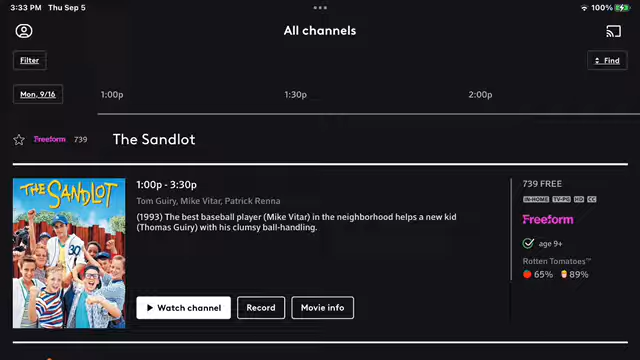 3:33 PM Thu Sep 5
100%
All channels
Filter
Find
Mon, 9/16
1:00p
1:30p
2:00p
Freeform
739
The Sandlot
THE SANDLOT
30
1:00p - 3:30p
Tom Guiry, Mike Vitar, Patrick Renna
(1993) The best baseball player (Mike Vitar) in the neighborhood helps a new kid
(Thomas Guiry) with his clumsy ball-handling.
Watch channel
Record
Movie info
739 FREE
IN-HOME TV-PG HD CC
Freeform
age 9+
Rotten Tomatoes™
65%
89%